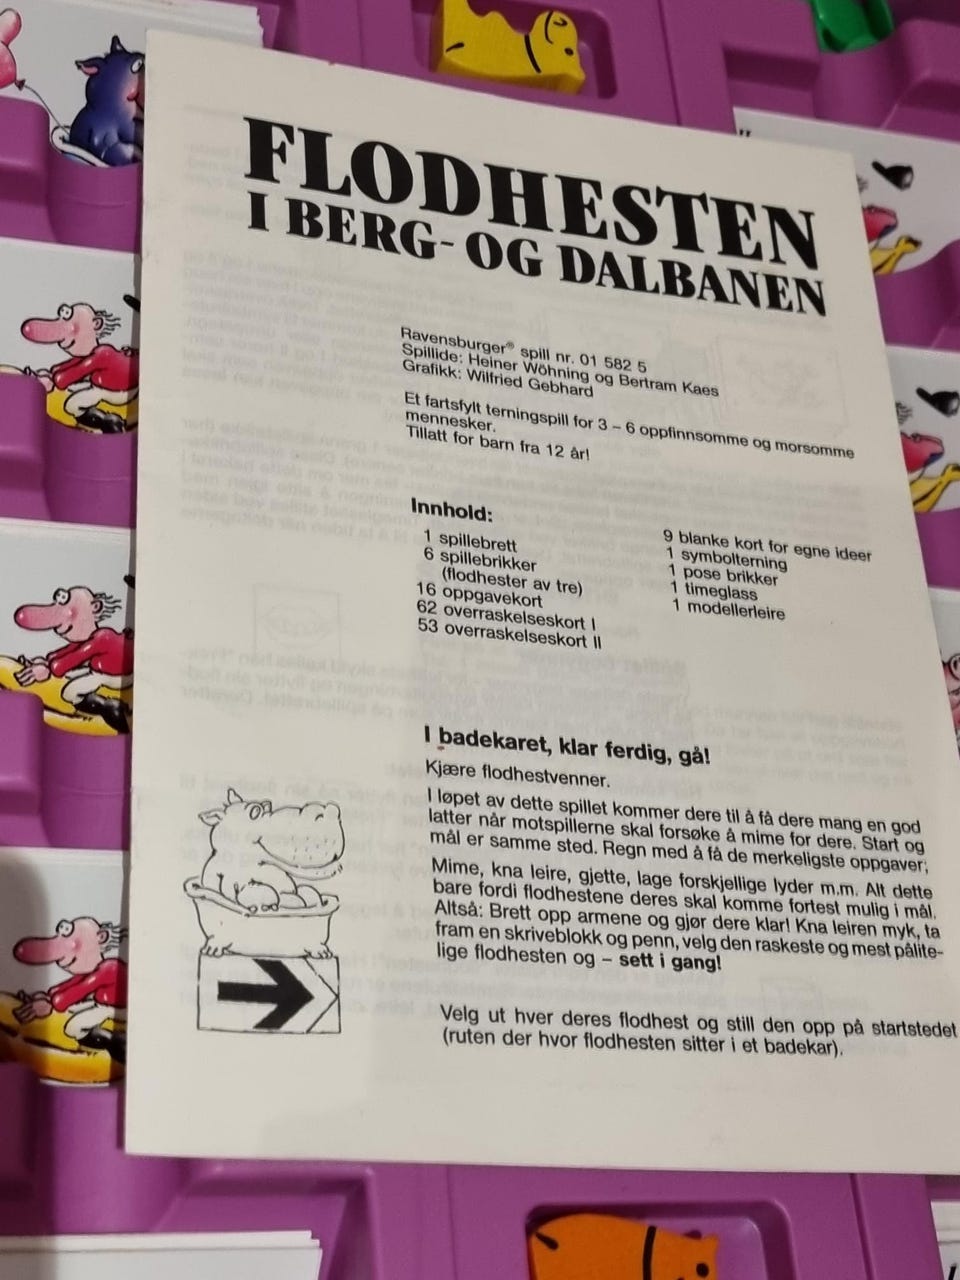 FLODHESTEN
I BERG- OG DALBANEN
Ravensburger® spill nr. 01 582 5
Spillide: Heiner Wöhning og Bertram Kaes
Grafikk: Wilfried Gebhard
Et fartsfylt terningspill for 3 – 6 oppfinnsomme og morsomme
mennesker.
Tillatt for barn fra 12 år!
Innhold:
1 spillebrett
6 spillebrikker
(flodhester av tre)
16 oppgavekort
62 overraskelseskort I
53 overraskelseskort II
9 blanke kort for egne ideer
1 symbolterning
1 pose brikker
1 timeglass
1 modellerleire
I badekaret, klar ferdig, gå!
Kjære flodhestvenner.
I løpet av dette spillet kommer dere til å få dere mang en god
latter når motspillerne skal forsøke å mime for dere. Start og
mål er samme sted. Regn med å få de merkeligste oppgaver;
Mime, kna leire, gjette, lage forskjellige lyder m.m. Alt dette
bare fordi flodhestene deres skal komme fortest mulig i mål.
Altså: Brett opp armene og gjør dere klar! Kna leiren myk, ta
fram en skriveblokk og penn, velg den raskeste og mest pålite-
lige flodhesten og – sett i gang!
Velg ut hver deres flodhest og still den opp på startstedet
(ruten der hvor flodhesten sitter i et badekar).